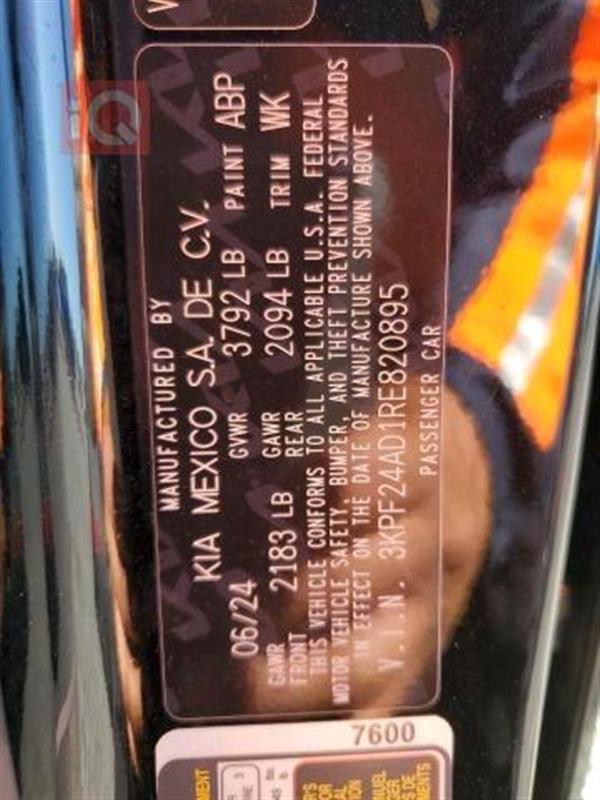 MANUFACTURED BY
KIA MEXICO S.A. DE C.V.
06/24 GVWR 3792 LB PAINT ABP
GAWR FRONT 2183 LB GAWR REAR 2094 LB TRIM WK
THIS VEHICLE CONFORMS TO ALL APPLICABLE U.S.A. FEDERAL
MOTOR VEHICLE SAFETY, BUMPER, AND THEFT PREVENTION STANDARDS
IN EFFECT ON THE DATE OF MANUFACTURE SHOWN ABOVE.
V.I.N. 3KPF24AD1RE820895
PASSENGER CAR
7600
iQ